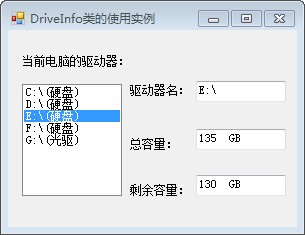 DriveInfo类的使用实例
当前电脑的驱动器：
C:\(硬盘)
D:\(硬盘)
E:\(硬盘)
F:\(硬盘)
G:\(光驱)
驱动器名： E:\
总容量： 135 GB
剩余容量： 130 GB